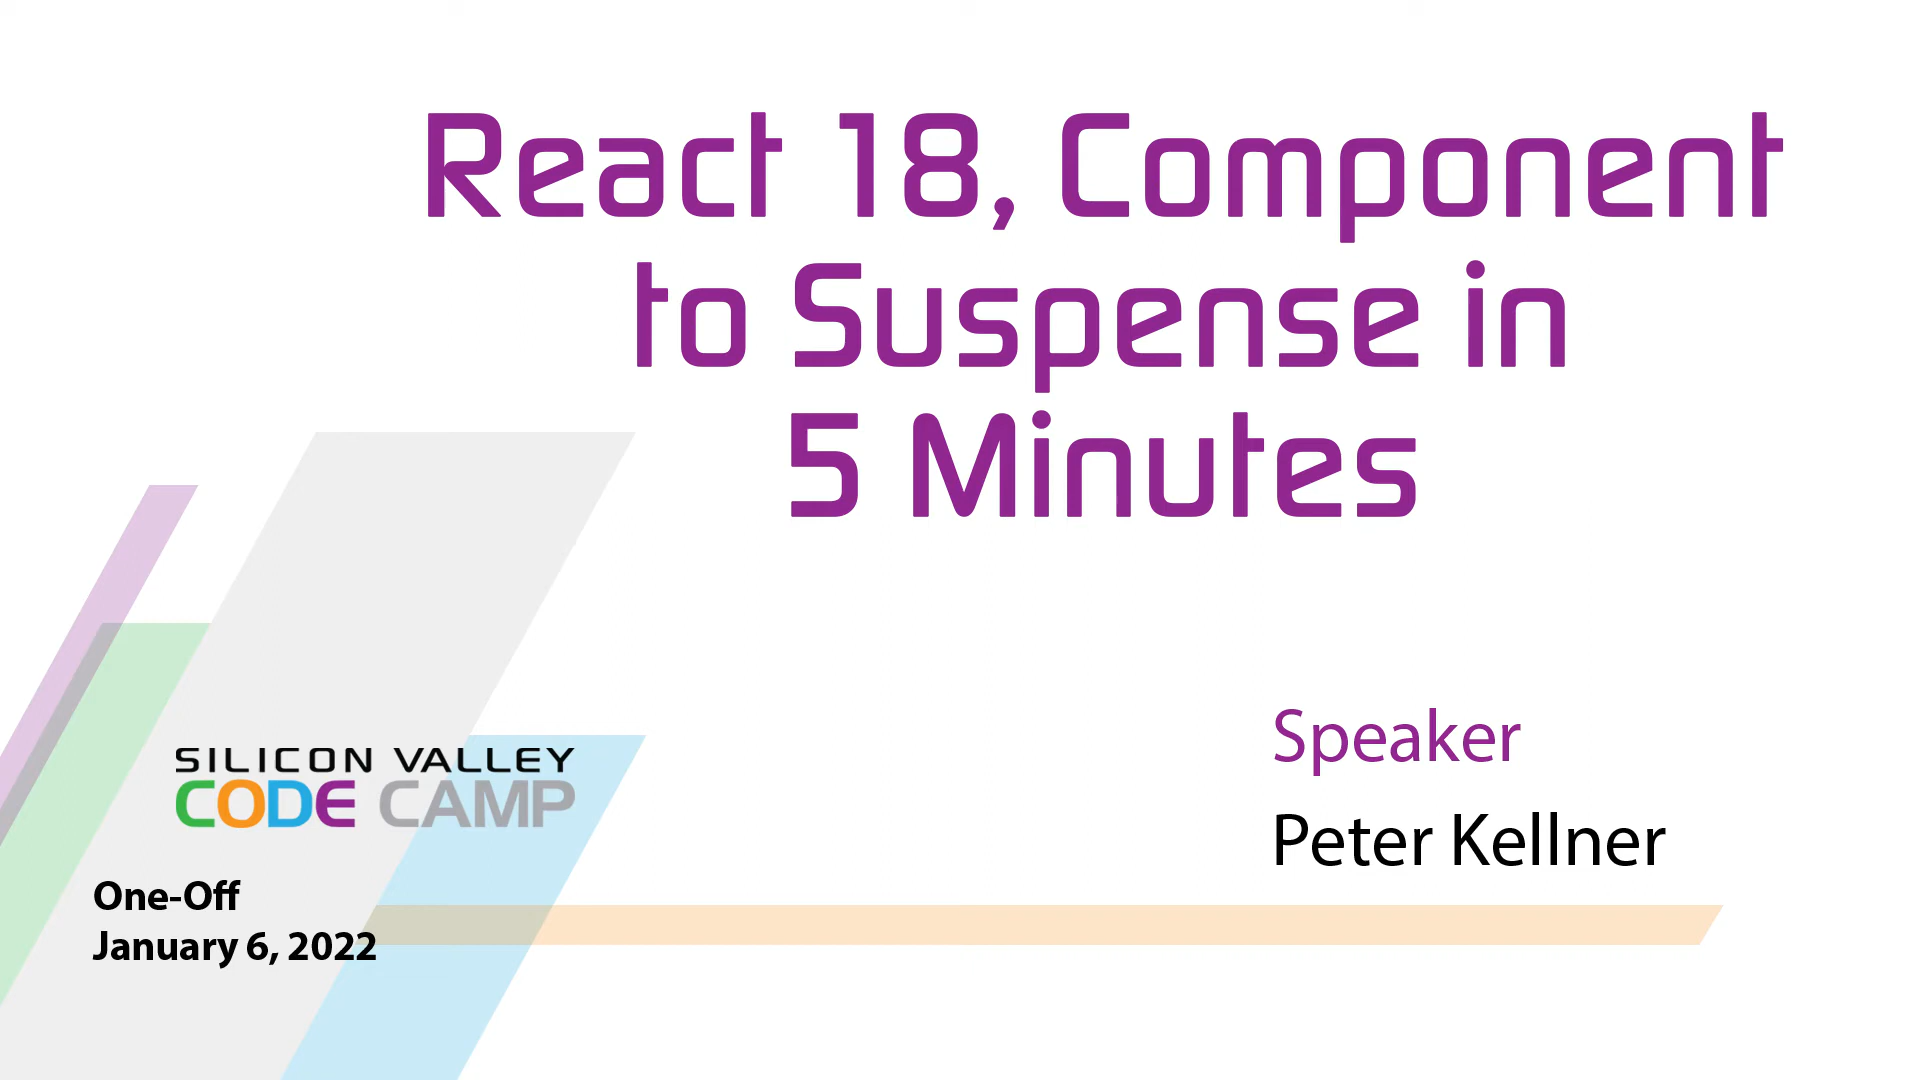 React 18, Component
to Suspense in
5 Minutes
Speaker
Peter Kellner
SILICON VALLEY
CODE CAMP
One-Off
January 6, 2022